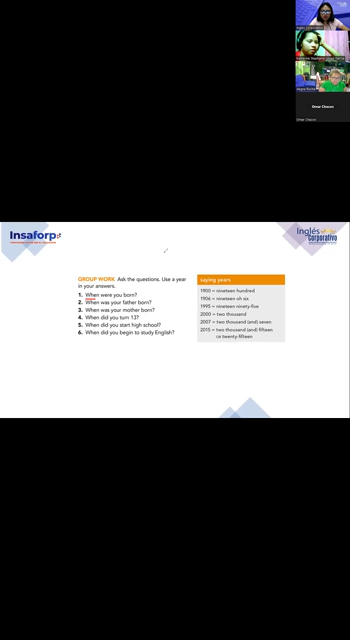 Omar Chacon
Omar Chacon
Insaforp
Inglés
Corporativo
GROUP WORK Ask the questions. Use a year
in your answers.
1. When were you born?
2. When was your father born?
3. When was your mother born?
4. When did you turn 13?
5. When did you start high school?
6. When did you begin to study English?
saying years
1900 = nineteen hundred
1906 = nineteen oh six
1995 = nineteen ninety-five
2000 = two thousand
2007 = two thousand (and) seven
2015 = two thousand (and) fifteen
or twenty-fifteen